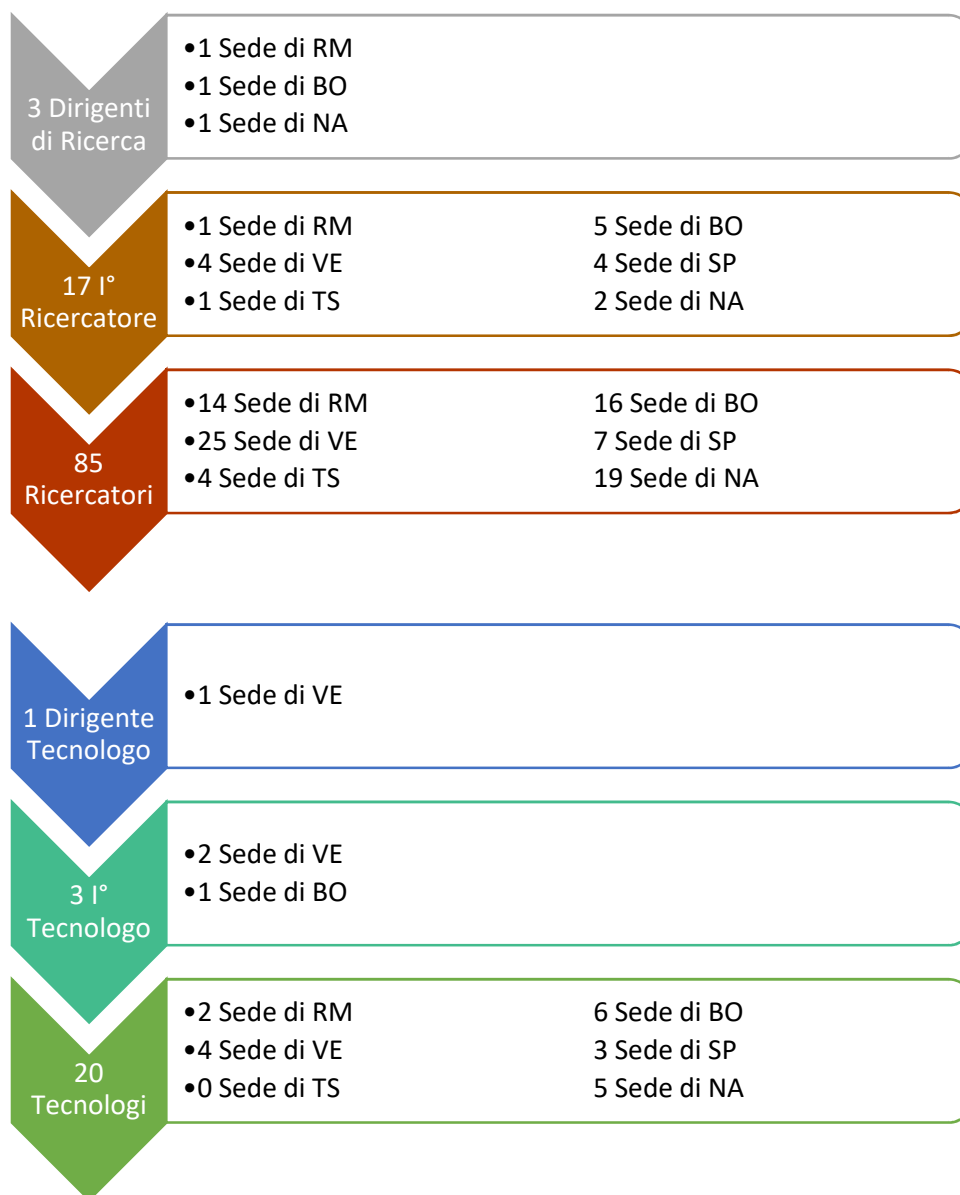 3 Dirigenti
di Ricerca
•1 Sede di RM
•1 Sede di BO
•1 Sede di NA
17 I°
Ricercatore
•1 Sede di RM 5 Sede di BO
•4 Sede di VE 4 Sede di SP
•1 Sede di TS 2 Sede di NA
85
Ricercatori
•14 Sede di RM 16 Sede di BO
•25 Sede di VE 7 Sede di SP
•4 Sede di TS 19 Sede di NA
1 Dirigente
Tecnologo
•1 Sede di VE
3 I°
Tecnologo
•2 Sede di VE
•1 Sede di BO
20
Tecnologi
•2 Sede di RM 6 Sede di BO
•4 Sede di VE 3 Sede di SP
•0 Sede di TS 5 Sede di NA